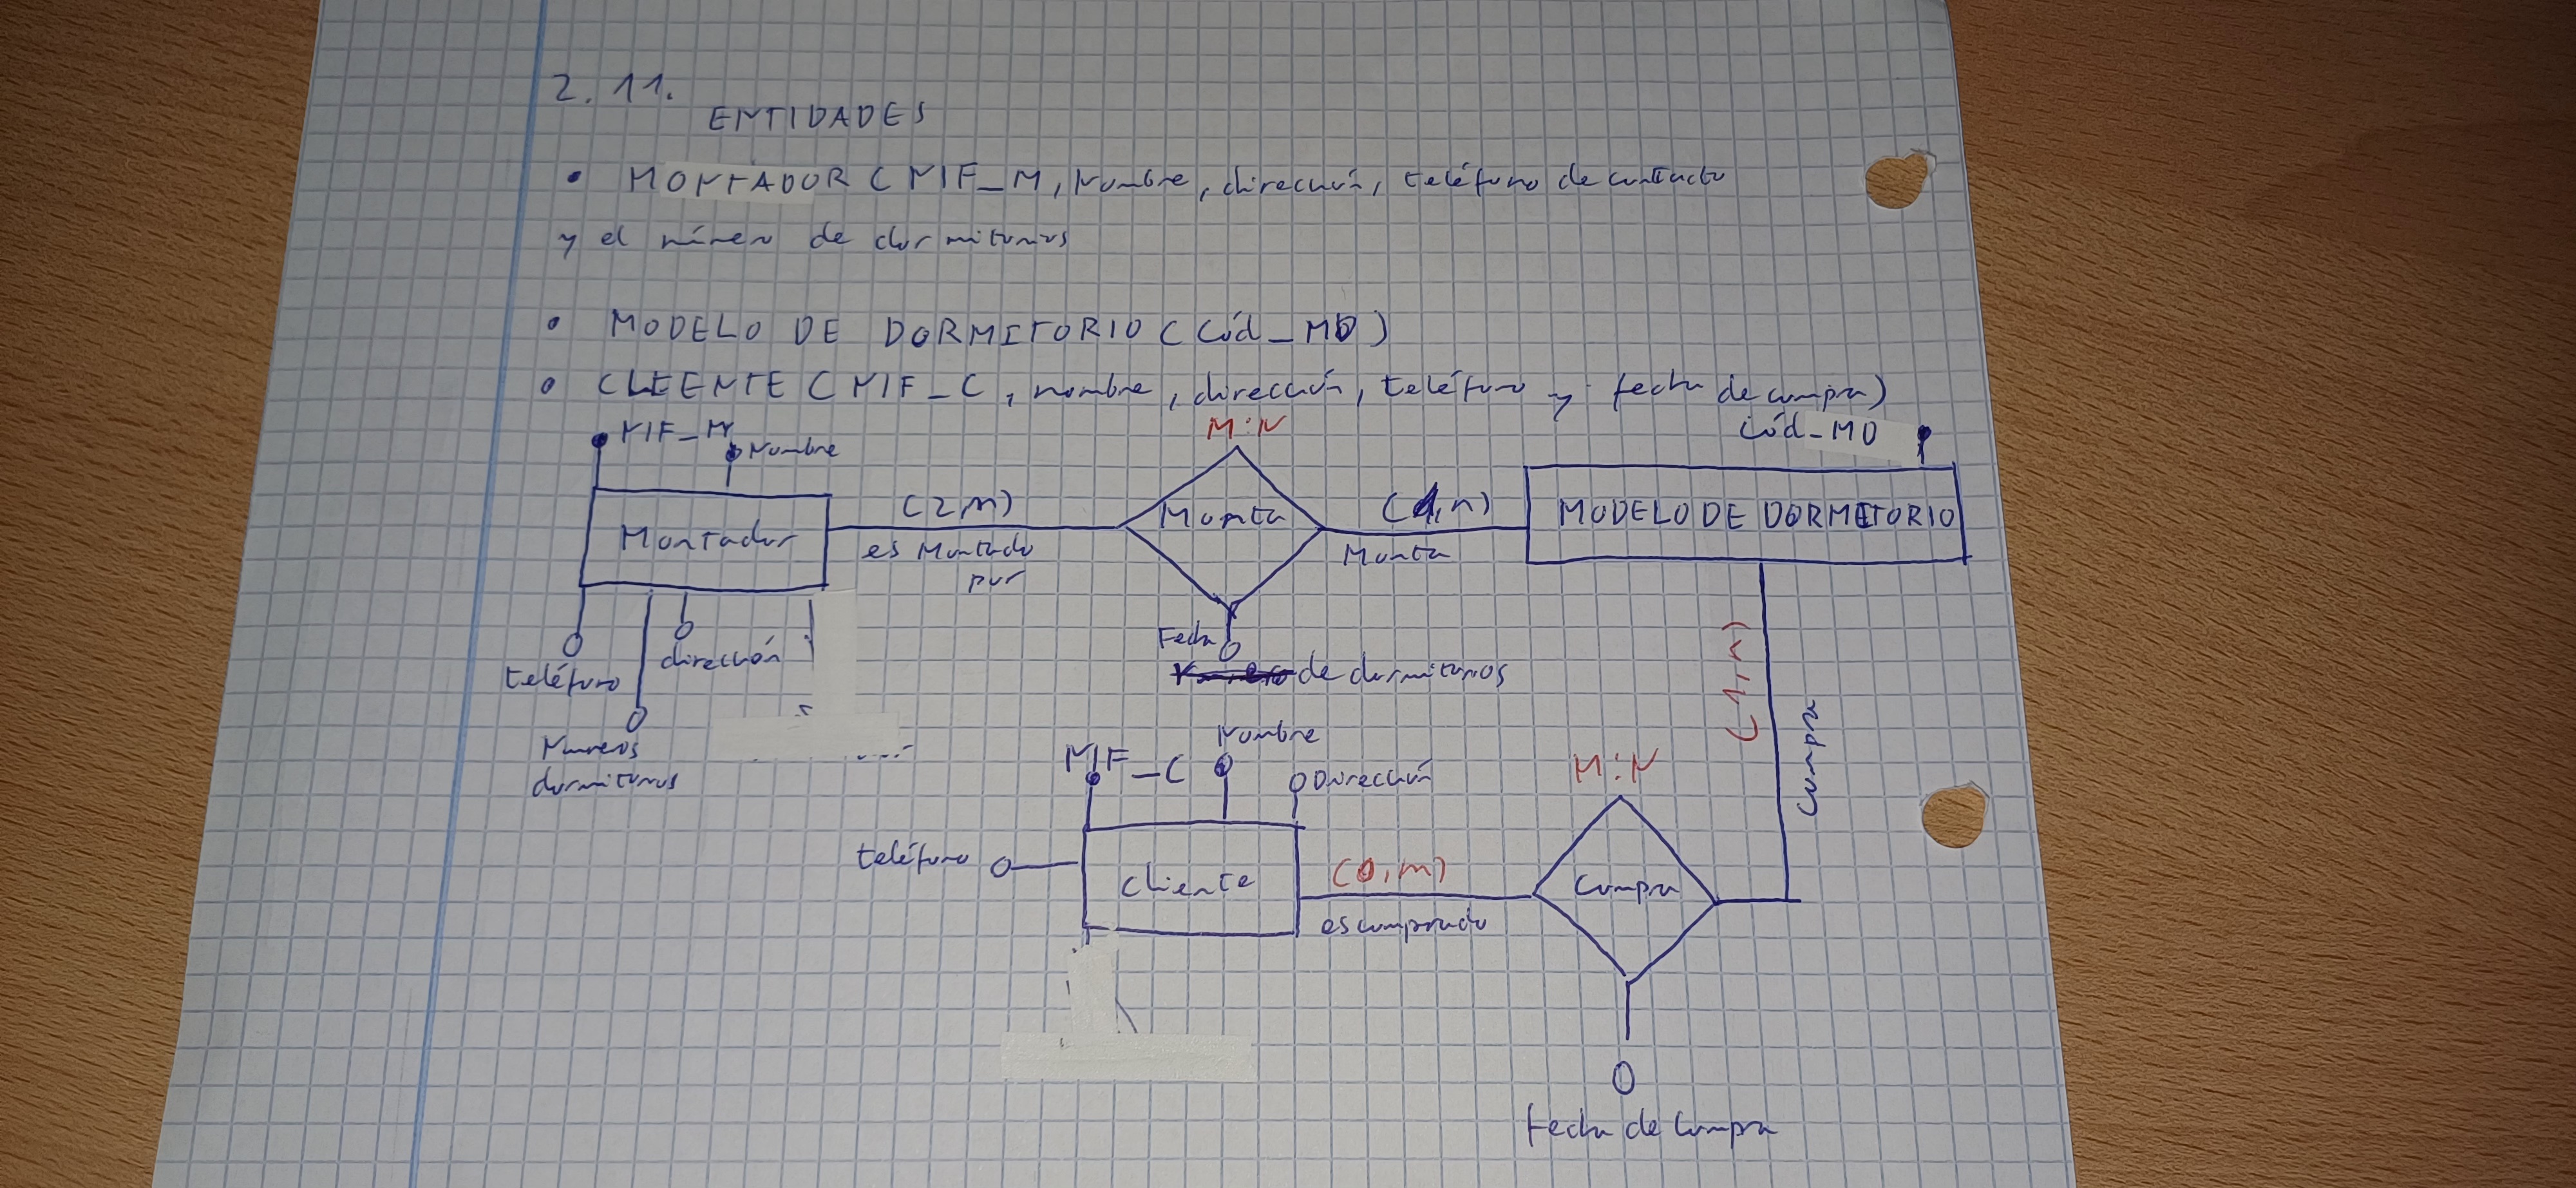 2.11.
ENTIDADES
• MONTADOR ( NIF_M, Nombre, dirección, teléfono de contacto
y el número de dormitorios
• MODELO DE DORMITORIO ( Cód_MD )
• CLIENTE ( NIF_C, nombre, dirección, teléfono y fecha de compra)
NIF_M
Nombre
M:N
Cód_MD
Montador
(2,n)
es Montado
por
Monta
(1,n)
Monta
MODELO DE DORMITORIO
teléfono
dirección
Números
dormitorios
Fecha
de dormitorios
(1,n)
Compra
NIF_C
Nombre
Dirección
teléfono
Cliente
(0,m)
es comprado
M:N
Compra
Fecha de Compra